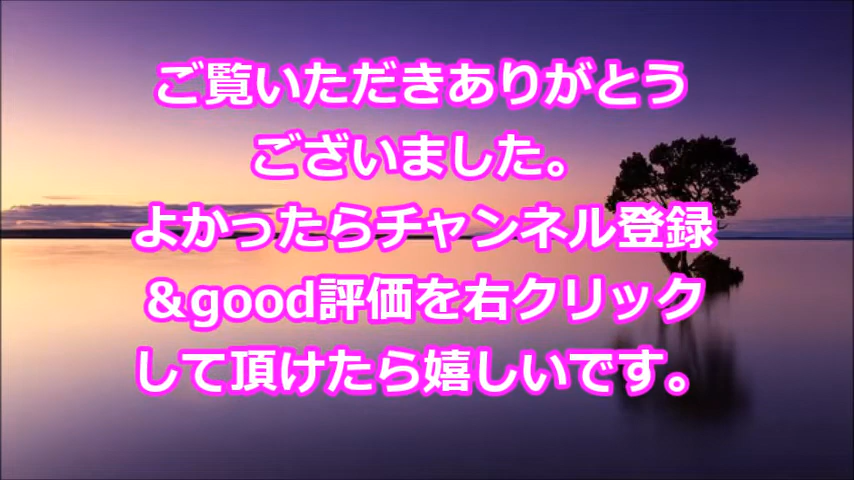 ご覧いただきありがとう
ございました。
よかったらチャンネル登録
&good評価を右クリック
して頂けたら嬉しいです。